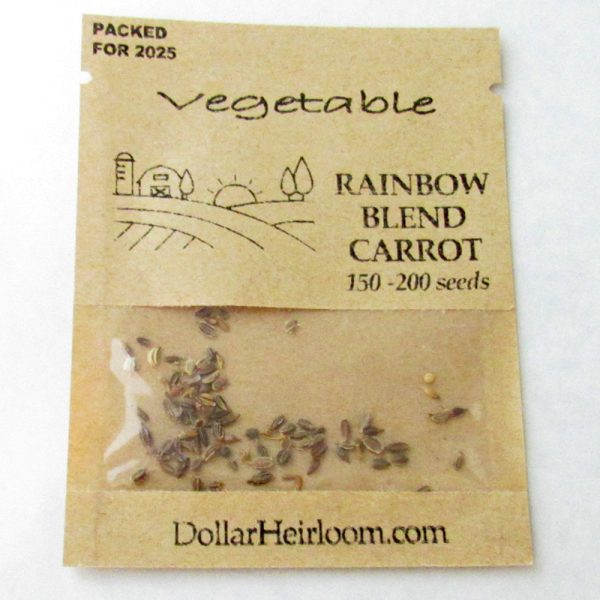 PACKED
FOR 2025
Vegetable
RAINBOW
BLEND
CARROT
150 -200 seeds
DollarHeirloom.com